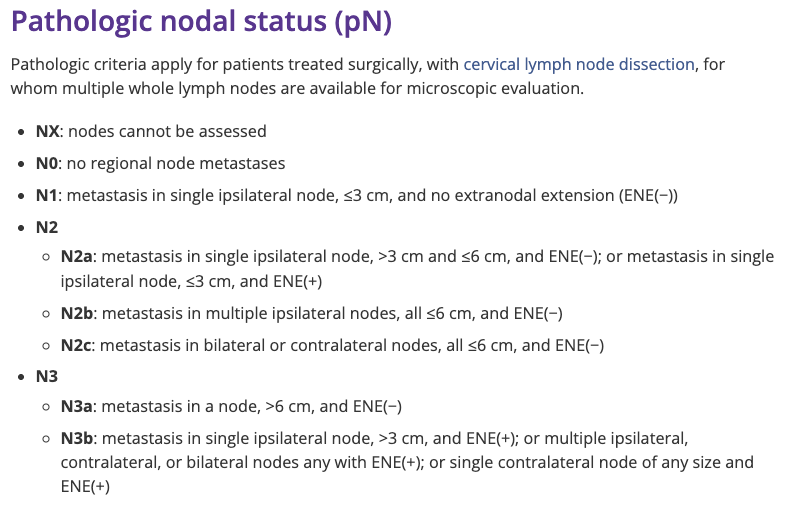 Pathologic nodal status (pN)
Pathologic criteria apply for patients treated surgically, with cervical lymph node dissection, for
whom multiple whole lymph nodes are available for microscopic evaluation.
• NX: nodes cannot be assessed
• N0: no regional node metastases
• N1: metastasis in single ipsilateral node, ≤3 cm, and no extranodal extension (ENE(−))
• N2
◦ N2a: metastasis in single ipsilateral node, >3 cm and ≤6 cm, and ENE(−); or metastasis in single
ipsilateral node, ≤3 cm, and ENE(+)
◦ N2b: metastasis in multiple ipsilateral nodes, all ≤6 cm, and ENE(−)
◦ N2c: metastasis in bilateral or contralateral nodes, all ≤6 cm, and ENE(−)
• N3
◦ N3a: metastasis in a node, >6 cm, and ENE(−)
◦ N3b: metastasis in single ipsilateral node, >3 cm, and ENE(+); or multiple ipsilateral,
contralateral, or bilateral nodes any with ENE(+); or single contralateral node of any size and
ENE(+)